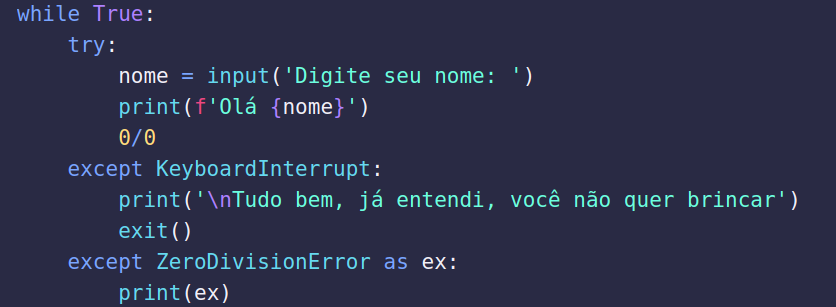 while True:
    try:
        nome = input('Digite seu nome: ')
        print(f'Olá {nome}')
        0/0
    except KeyboardInterrupt:
        print('\nTudo bem, já entendi, você não quer brincar')
        exit()
    except ZeroDivisionError as ex:
        print(ex)